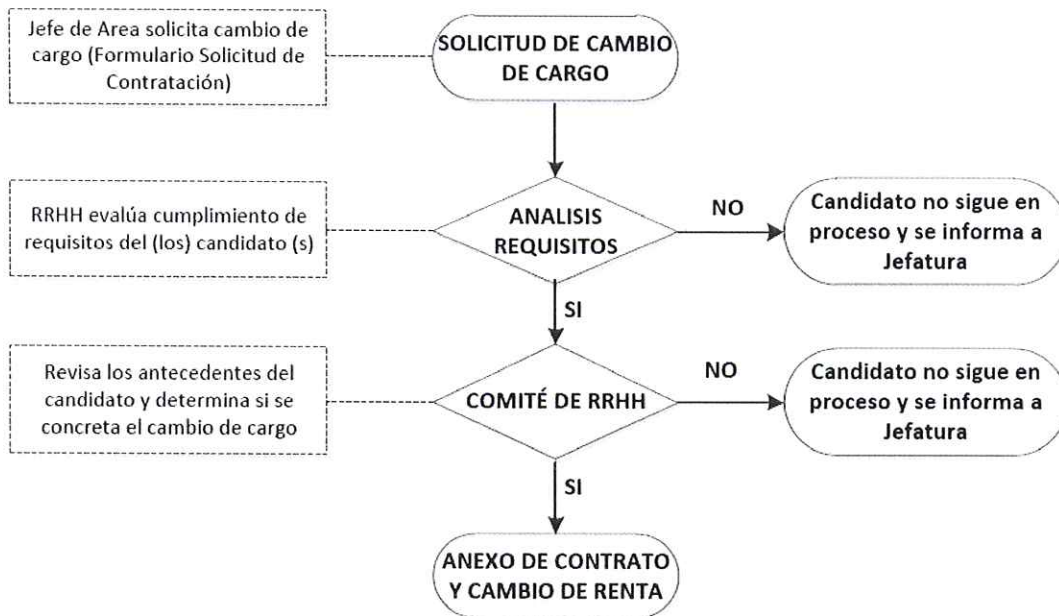 Jefe de Area solicita cambio de
cargo (Formulario Solicitud de
Contratación)
SOLICITUD DE CAMBIO
DE CARGO
RRHH evalúa cumplimiento de
requisitos del (los) candidato (s)
ANALISIS
REQUISITOS
NO
Candidato no sigue en
proceso y se informa a
Jefatura
SI
Revisa los antecedentes del
candidato y determina si se
concreta el cambio de cargo
COMITÉ DE RRHH
NO
Candidato no sigue en
proceso y se informa a
Jefatura
SI
ANEXO DE CONTRATO
Y CAMBIO DE RENTA